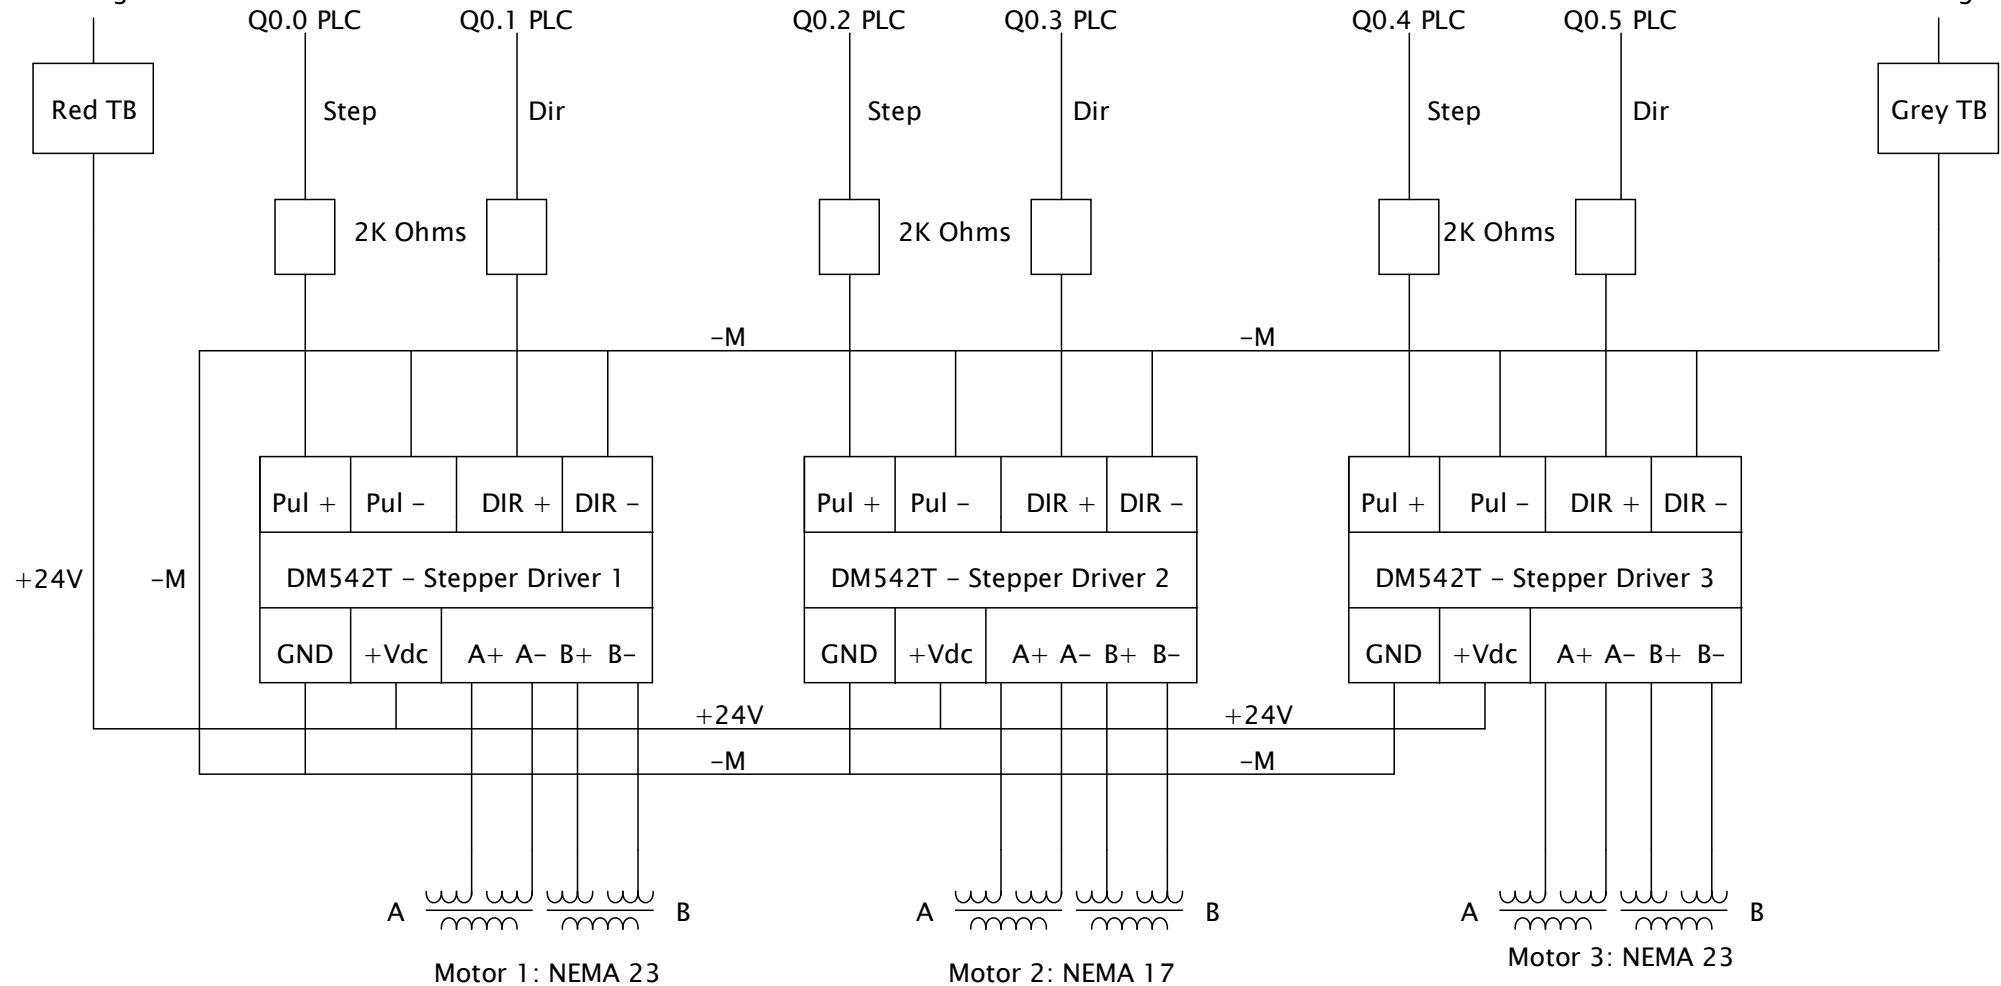 Q0.0 PLC Q0.1 PLC Q0.2 PLC Q0.3 PLC Q0.4 PLC Q0.5 PLC
Red TB Step Dir Step Dir Step Dir Grey TB
2K Ohms 2K Ohms 2K Ohms
-M -M
Pul + Pul - DIR + DIR - Pul + Pul - DIR + DIR - Pul + Pul - DIR + DIR -
+24V -M DM542T - Stepper Driver 1 DM542T - Stepper Driver 2 DM542T - Stepper Driver 3
GND +Vdc A+ A- B+ B- GND +Vdc A+ A- B+ B- GND +Vdc A+ A- B+ B-
+24V +24V
-M -M
A B A B A B
Motor 1: NEMA 23 Motor 2: NEMA 17 Motor 3: NEMA 23